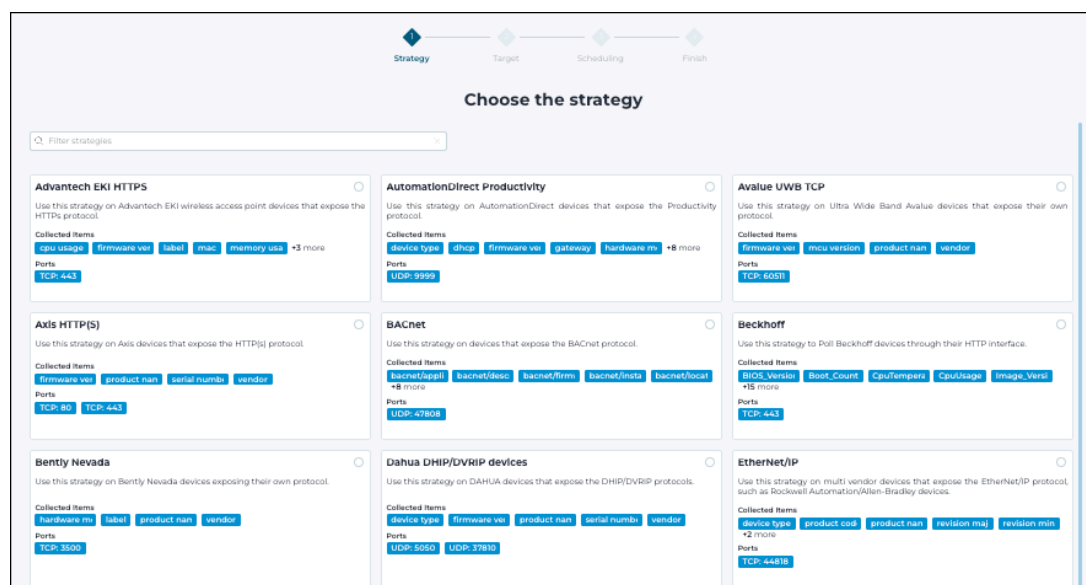 1
Strategy Target Scheduling Finish
Choose the strategy
Filter strategies
Advantech EKI HTTPS
Use this strategy on Advantech EKI wireless access point devices that expose the
HTTPs protocol.
Collected Items
cpu usage firmware ver label mac memory usa +3 more
Ports
TCP: 443
AutomationDirect Productivity
Use this strategy on AutomationDirect devices that expose the Productivity
protocol.
Collected Items
device type dhcp firmware ver gateway hardware m +8 more
Ports
UDP: 9999
Avalue UWB TCP
Use this strategy on Ultra Wide Band Avalue devices that expose their own
protocol.
Collected Items
firmware ver mcu version product nan vendor
Ports
TCP: 60511
Axis HTTP(S)
Use this strategy on Axis devices that expose the HTTP(s) protocol.
Collected Items
firmware ver product nan serial numb vendor
Ports
TCP: 80 TCP: 443
BACnet
Use this strategy on devices that expose the BACnet protocol.
Collected Items
bacnet/appli bacnet/desc bacnet/firm bacnet/insta bacnet/locat
+8 more
Ports
UDP: 47808
Beckhoff
Use this strategy to Poll Beckhoff devices through their HTTP interface.
Collected Items
BIOS_Version Boot_Count CpuTempera CpuUsage Image_Versi
+15 more
Ports
TCP: 443
Bently Nevada
Use this strategy on Bently Nevada devices exposing their own protocol.
Collected Items
hardware m label product nan vendor
Ports
TCP: 3500
Dahua DHIP/DVRIP devices
Use this strategy on DAHUA devices that expose the DHIP/DVRIP protocols.
Collected Items
device type firmware ver product nan serial numb vendor
Ports
UDP: 5050 UDP: 37810
EtherNet/IP
Use this strategy on multi vendor devices that expose the EtherNet/IP protocol,
such as Rockwell Automation/Allen-Bradley devices.
Collected Items
device type product cod product nan revision maj revision min
+2 more
Ports
TCP: 44818